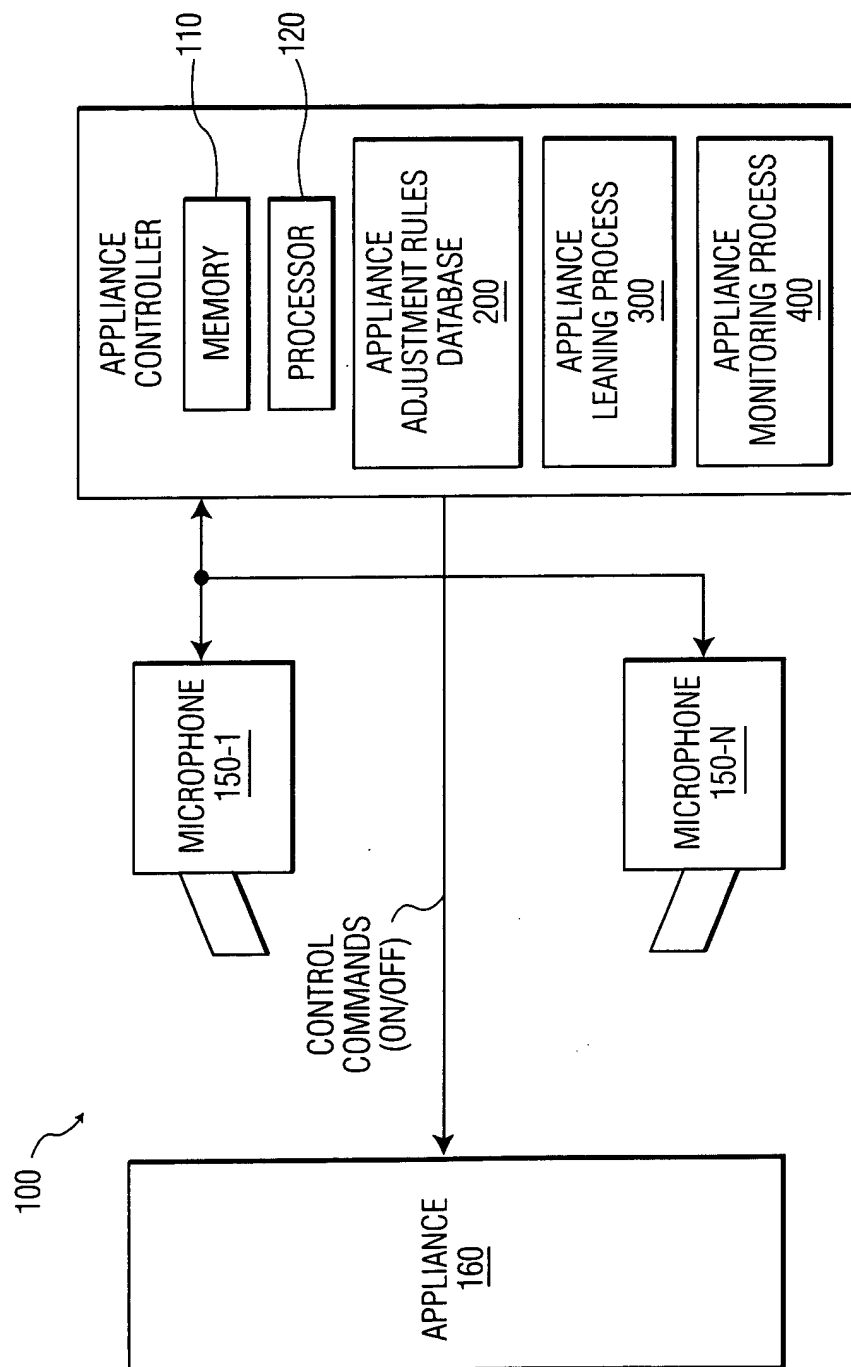 100
APPLIANCE
CONTROLLER
MEMORY
110
PROCESSOR
120
APPLIANCE
ADJUSTMENT RULES
DATABASE
200
APPLIANCE
LEANING PROCESS
300
APPLIANCE
MONITORING PROCESS
400
MICROPHONE
150-1
MICROPHONE
150-N
CONTROL
COMMANDS
(ON/OFF)
APPLIANCE
160